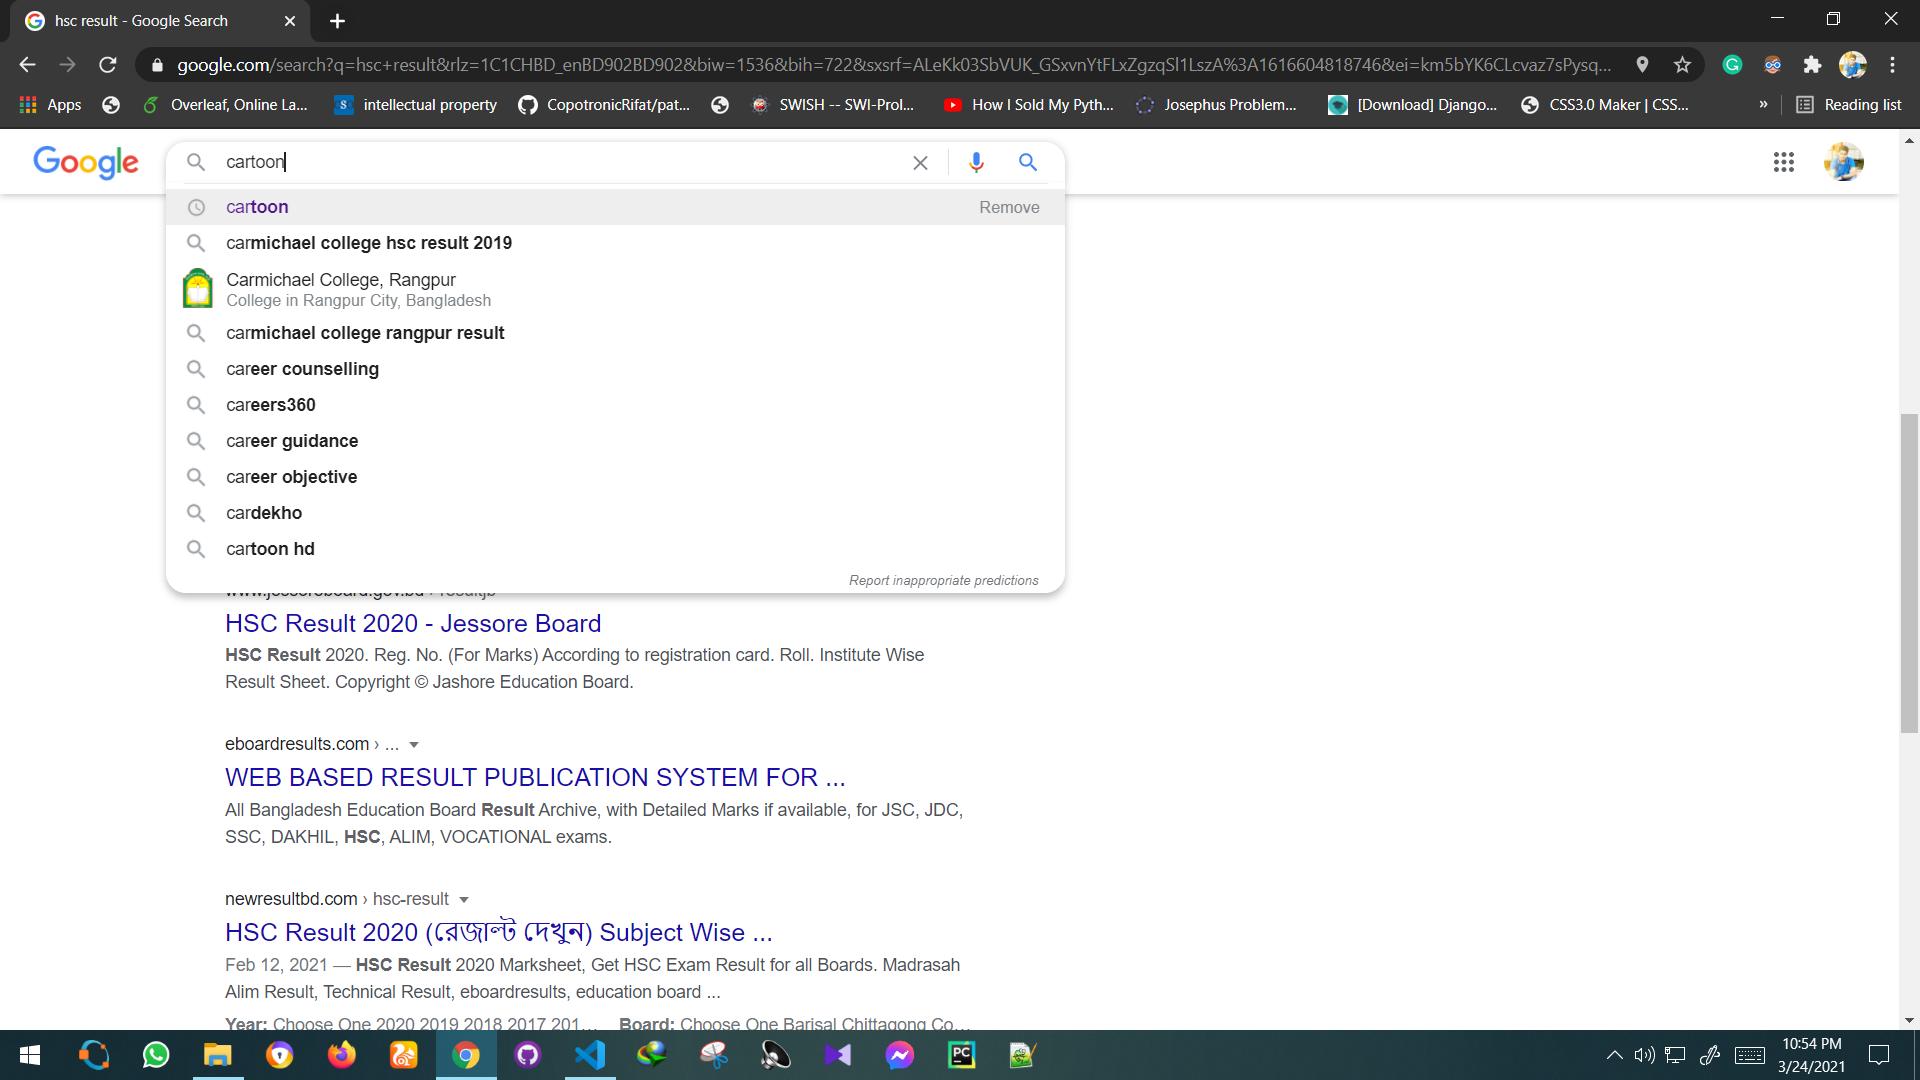 hsc result - Google Search
google.com/search?q=hsc+result&rlz=1C1CHBD_enBD902BD902&biw=1536&bih=722&sxsrf=ALeKk03SbVUK_GSxvnYtFLxZgzqSl1LszA%3A1616604818746&ei=km5bYK6CLcvaz7sPysq...
Apps
Overleaf, Online La...
intellectual property
CopotronicRifat/pat...
SWISH -- SWI-Prol...
How I Sold My Pyth...
Josephus Problem...
[Download] Django...
CSS3.0 Maker | CSS...
»
Reading list
Google
cartoon
cartoon
Remove
carmichael college hsc result 2019
Carmichael College, Rangpur
College in Rangpur City, Bangladesh
carmichael college rangpur result
career counselling
careers360
career guidance
career objective
cardekho
cartoon hd
Report inappropriate predictions
www.jessoreboard.gov.bd › resultjb
HSC Result 2020 - Jessore Board
HSC Result 2020. Reg. No. (For Marks) According to registration card. Roll. Institute Wise
Result Sheet. Copyright © Jashore Education Board.
eboardresults.com › ...
WEB BASED RESULT PUBLICATION SYSTEM FOR ...
All Bangladesh Education Board Result Archive, with Detailed Marks if available, for JSC, JDC,
SSC, DAKHIL, HSC, ALIM, VOCATIONAL exams.
newresultbd.com › hsc-result
HSC Result 2020 (রেজাল্ট দেখুন) Subject Wise ...
Feb 12, 2021 — HSC Result 2020 Marksheet, Get HSC Exam Result for all Boards. Madrasah
Alim Result, Technical Result, eboardresults, education board ...
Year: Choose One 2020 2019 2018 2017 201... Board: Choose One Barisal Chittagong Co...
PC
10:54 PM
3/24/2021